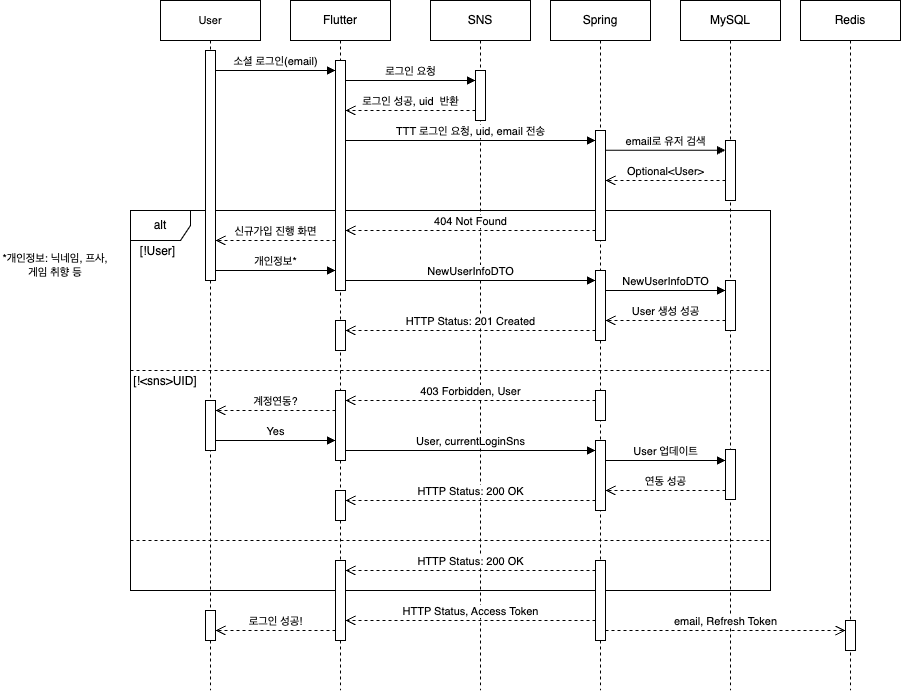 User
Flutter
SNS
Spring
MySQL
Redis
소셜 로그인(email)
로그인 요청
로그인 성공, uid 반환
TTT 로그인 요청, uid, email 전송
email로 유저 검색
Optional<User>
alt
404 Not Found
신규가입 진행 화면
[!User]
*개인정보: 닉네임, 프사,
게임 취향 등
개인정보*
NewUserInfoDTO
NewUserInfoDTO
User 생성 성공
HTTP Status: 201 Created
[!<sns>UID]
403 Forbidden, User
계정연동?
Yes
User, currentLoginSns
User 업데이트
연동 성공
HTTP Status: 200 OK
HTTP Status: 200 OK
HTTP Status, Access Token
로그인 성공!
email, Refresh Token